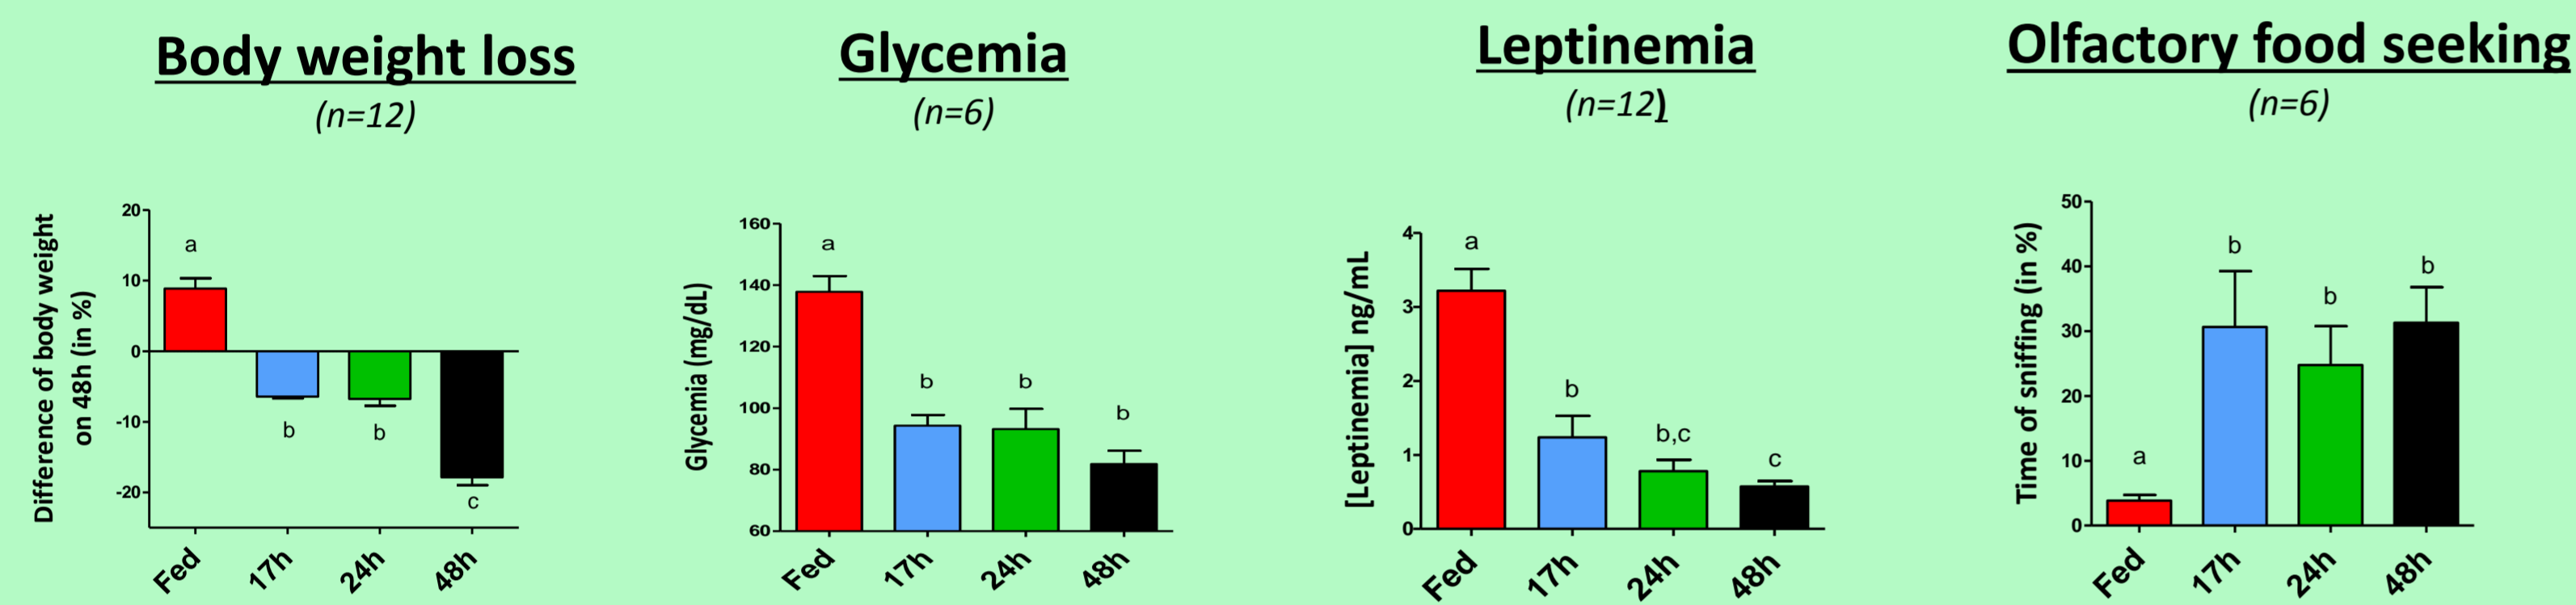 Body weight loss
(n=12)
Difference of body weight
on 48h (in %)
20
10
0
-10
-20
a
b
b
c
Fed
17h
24h
48h
Glycemia
(n=6)
Glycemia (mg/dL)
160
140
120
100
80
60
a
b
b
b
Fed
17h
24h
48h
Leptinemia
(n=12)
[Leptinemia] ng/mL
4
3
2
1
0
a
b
b,c
c
Fed
17h
24h
48h
Olfactory food seeking
(n=6)
Time of sniffing (in %)
50
40
30
20
10
0
a
b
b
b
Fed
17h
24h
48h